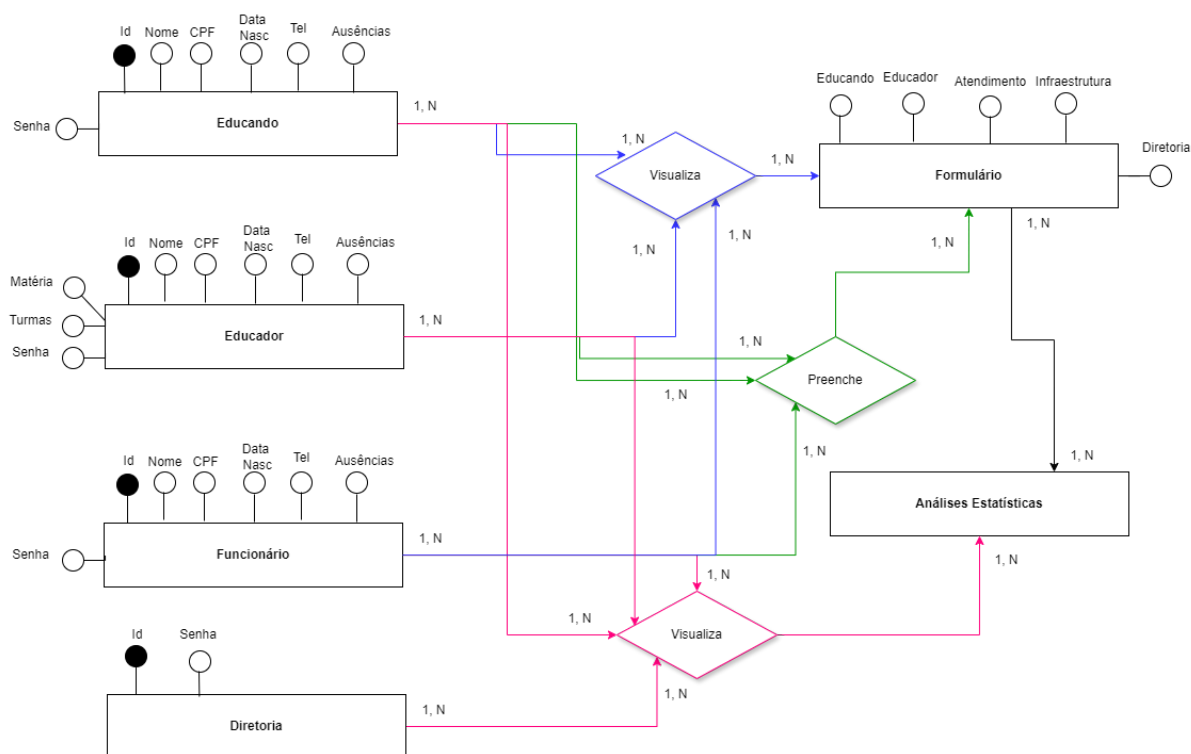 Id
Nome
CPF
Data
Nasc
Tel
Ausências
Senha
Educando
1, N
1, N
Visualiza
1, N
Educando
Educador
Atendimento
Infraestrutura
Diretoria
Formulário
1, N
1, N
1, N
1, N
Id
Nome
CPF
Data
Nasc
Tel
Ausências
Matéria
Turmas
Senha
Educador
1, N
1, N
Preenche
1, N
1, N
1, N
Id
Nome
CPF
Data
Nasc
Tel
Ausências
Senha
Funcionário
1, N
Análises Estatísticas
1, N
1, N
1, N
Visualiza
Id
Senha
1, N
Diretoria
1, N